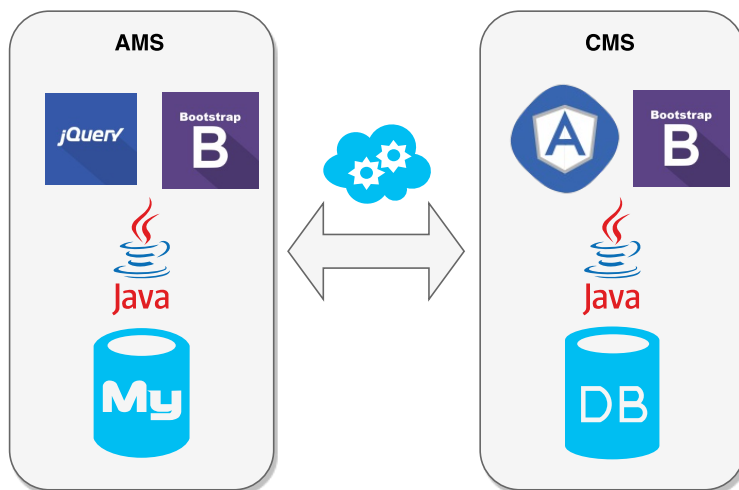 AMS
jQuery
Bootstrap
B
Java
My
CMS
A
Bootstrap
B
Java
DB